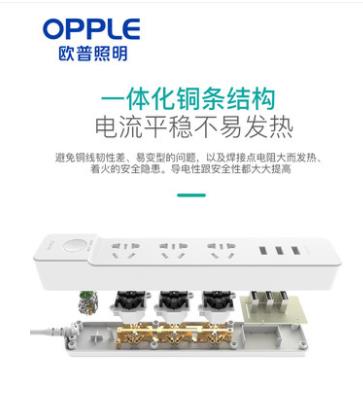 OPPLE
欧普照明
一体化铜条结构
电流平稳不易发热
避免铜线韧性差、易变型的问题，以及焊接点电阻大而发热、
着火的安全隐患。导电性跟安全性都大大提高